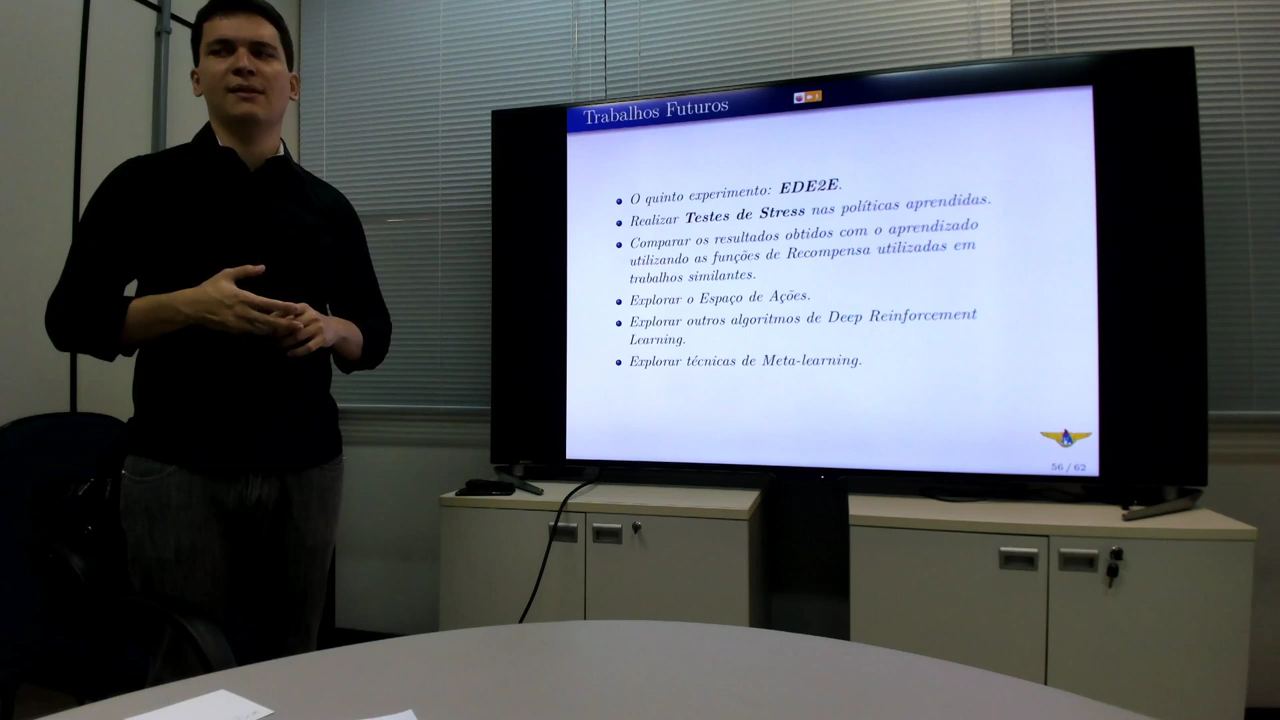 Trabalhos Futuros
O quinto experimento: EDE2E.
Realizar Testes de Stress nas políticas aprendidas.
Comparar os resultados obtidos com o aprendizado
utilizando as funções de Recompensa utilizadas em
trabalhos similantes.
Explorar o Espaço de Ações.
Explorar outros algoritmos de Deep Reinforcement
Learning.
Explorar técnicas de Meta-learning.
56 / 62